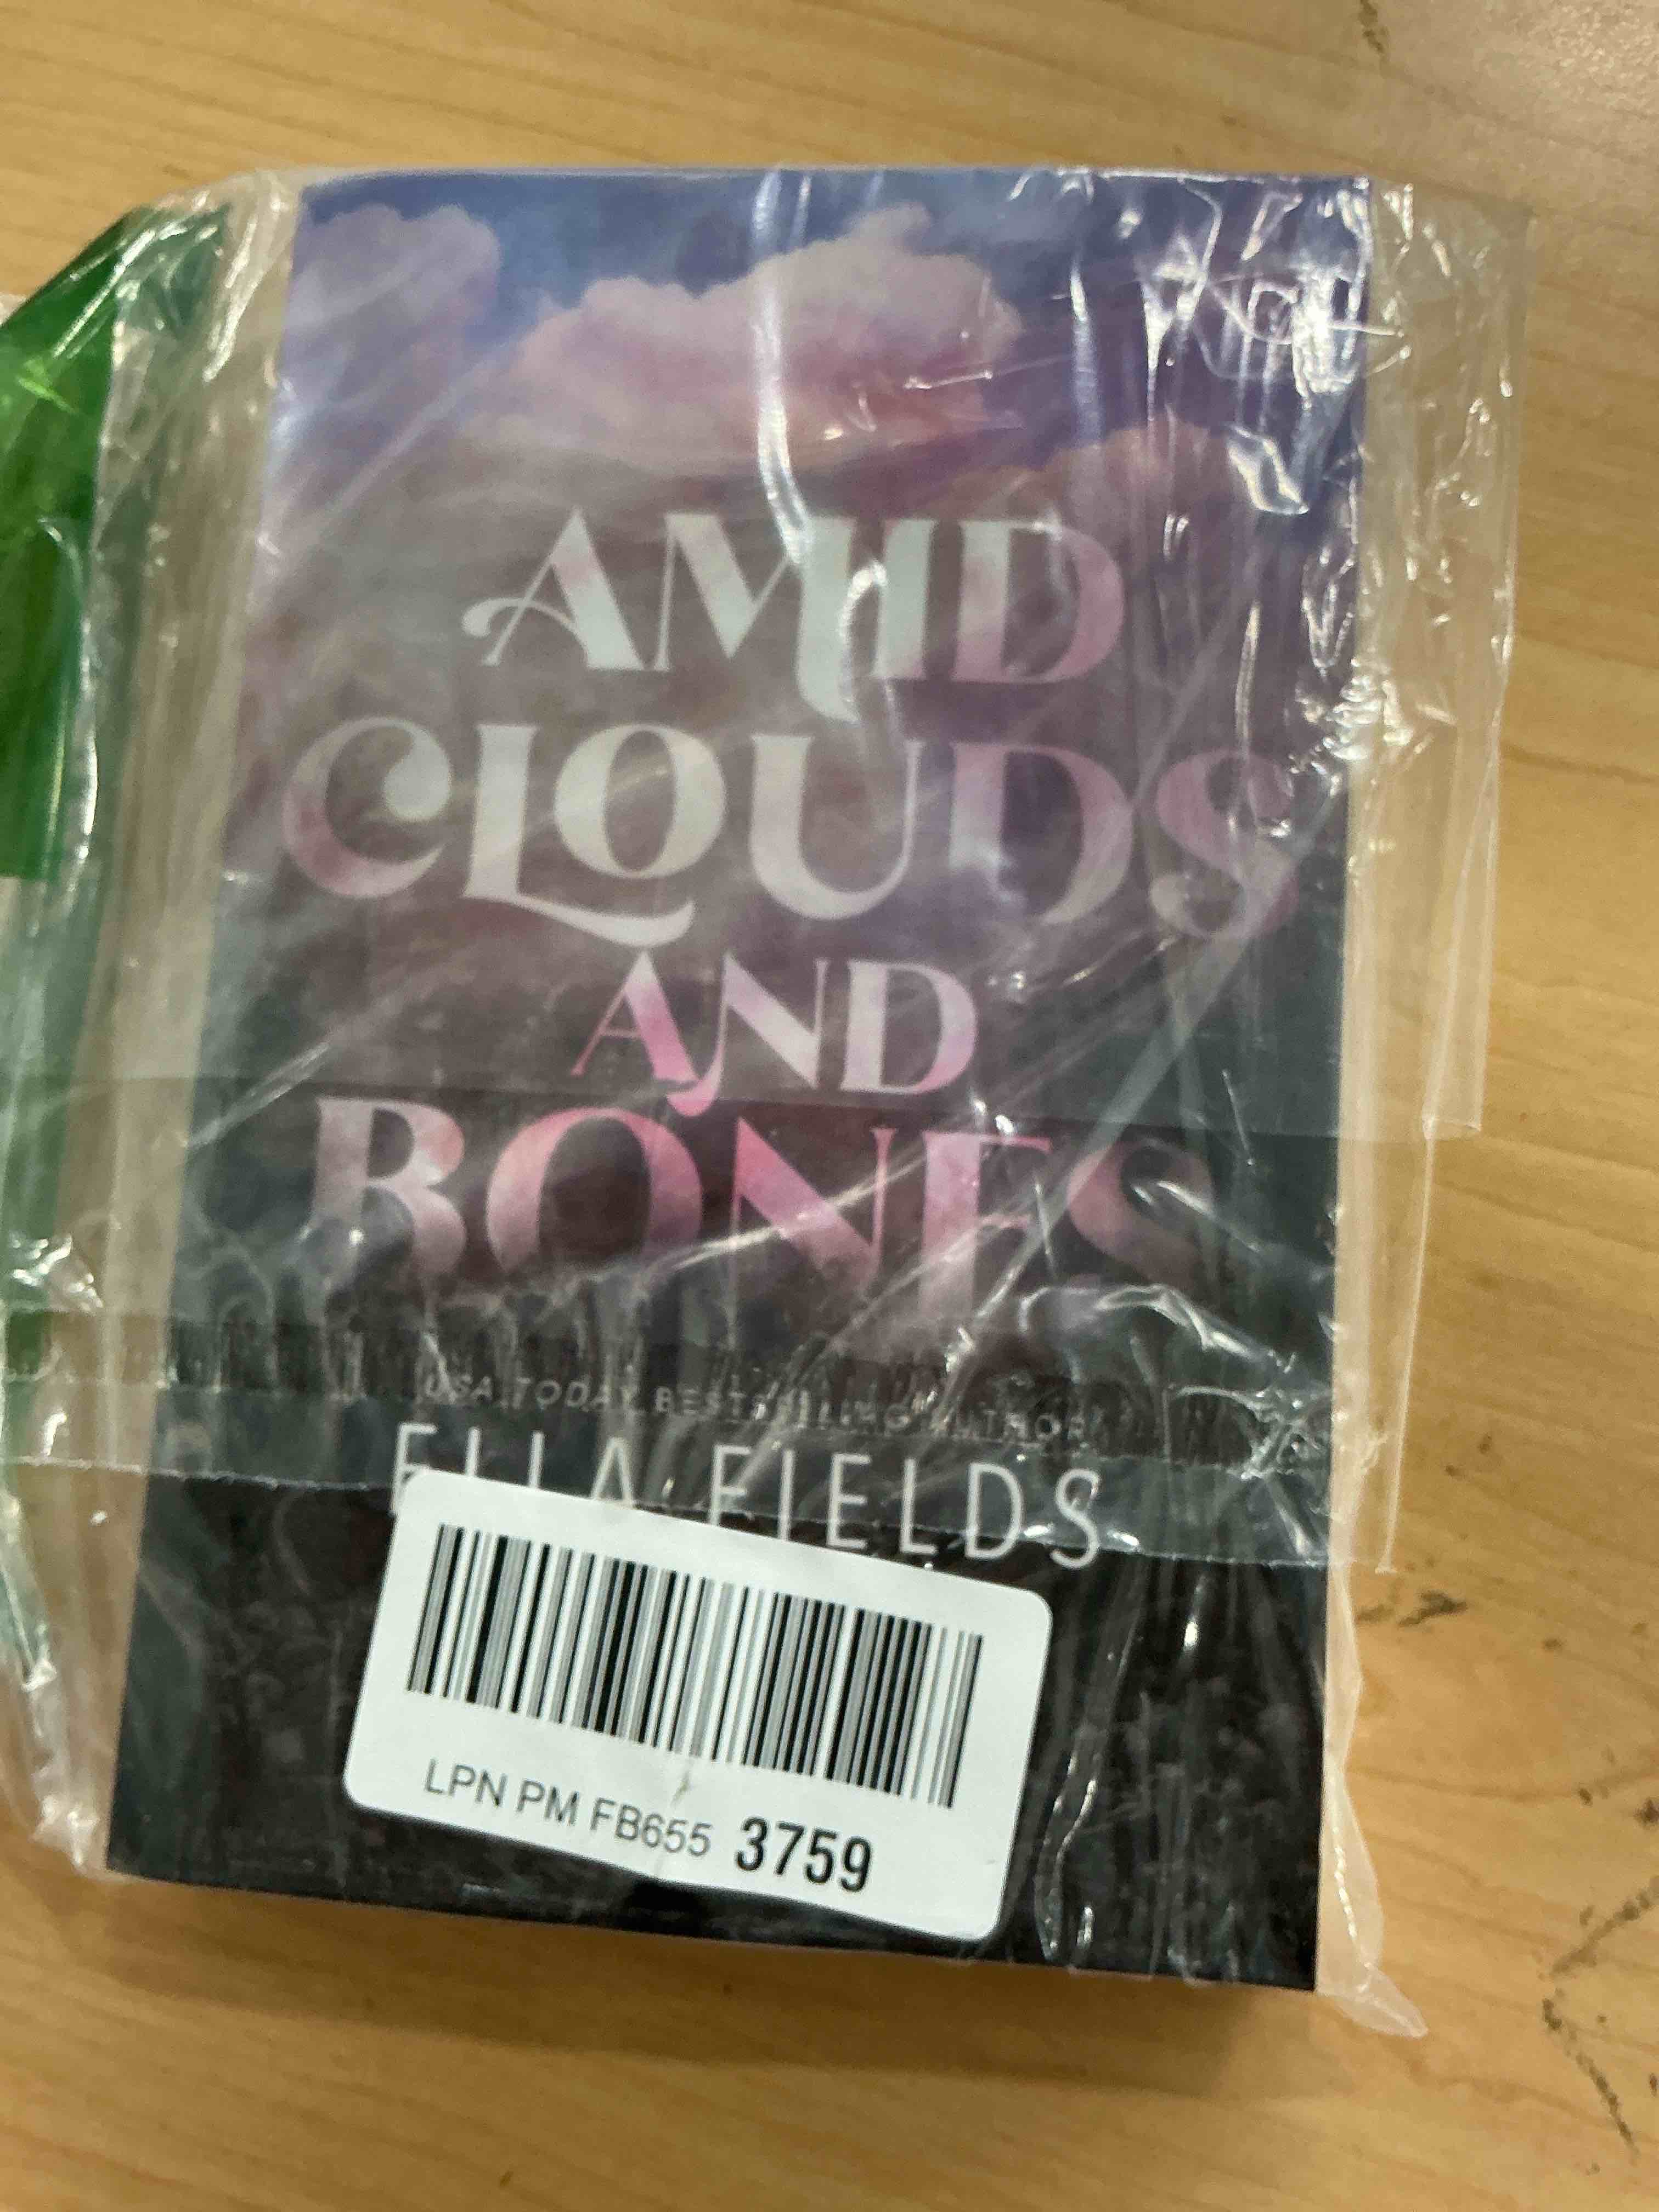 AMID
CLOUDS
AND
BONES
USA TODAY BESTSELLING AUTHOR
ELLA FIELDS
LPN PM FB655 3759